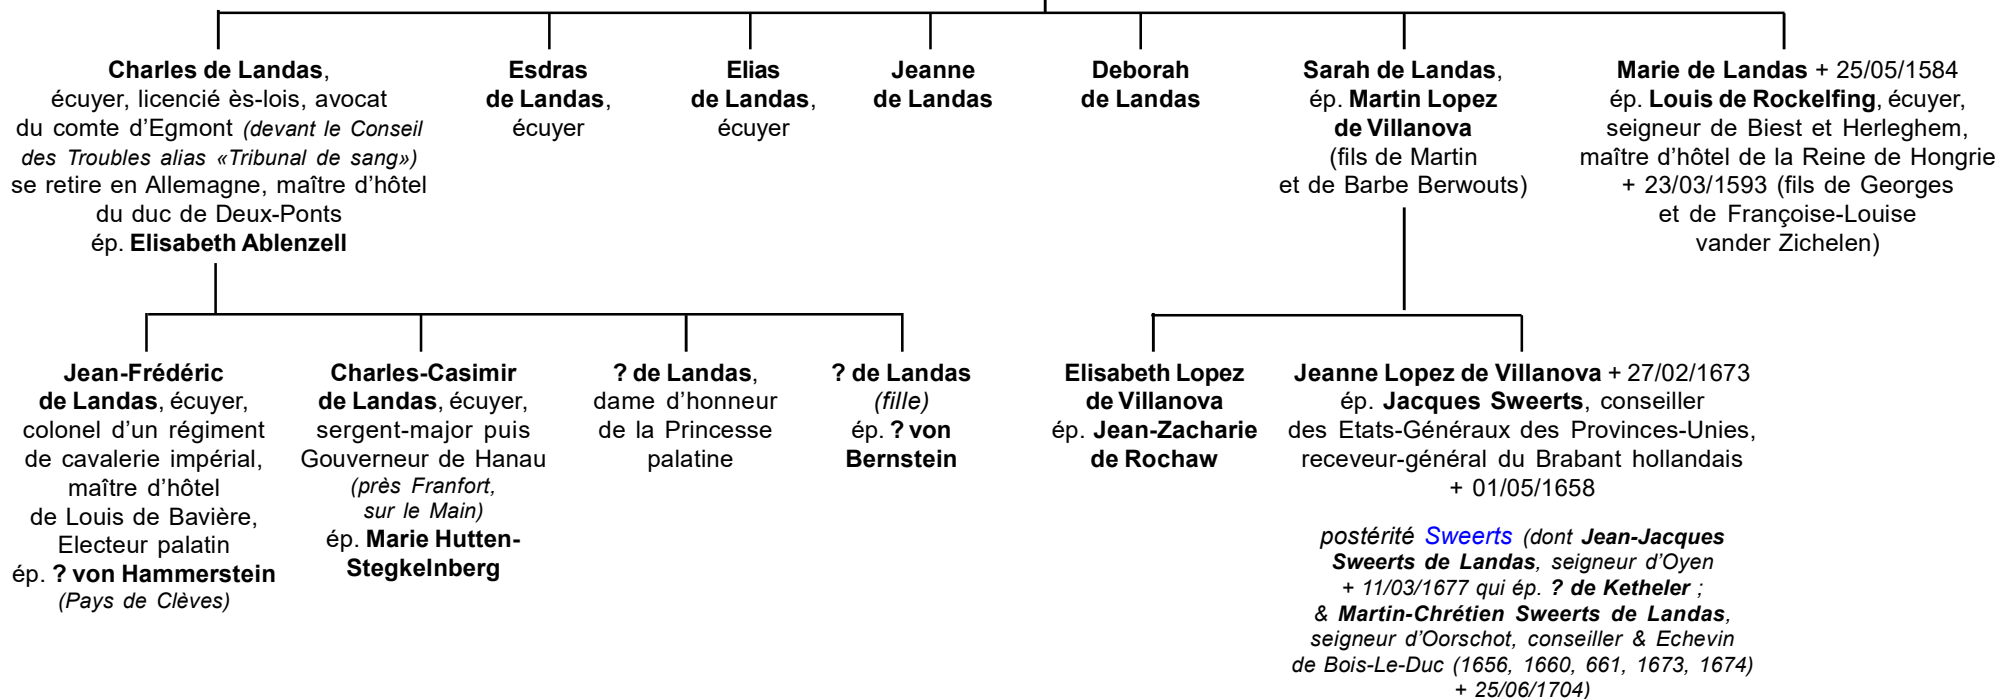 Charles de Landas,
écuyer, licencié ès-lois, avocat
du comte d'Egmont (devant le Conseil
des Troubles alias «Tribunal de sang»)
se retire en Allemagne, maître d'hôtel
du duc de Deux-Ponts
ép. Elisabeth Ablenzell
Esdras
de Landas,
écuyer
Elias
de Landas,
écuyer
Jeanne
de Landas
Deborah
de Landas
Sarah de Landas,
ép. Martin Lopez
de Villanova
(fils de Martin
et de Barbe Berwouts)
Marie de Landas + 25/05/1584
ép. Louis de Rockelfing, écuyer,
seigneur de Biest et Herleghem,
maître d'hôtel de la Reine de Hongrie
+ 23/03/1593 (fils de Georges
et de Françoise-Louise
vander Zichelen)
Jean-Frédéric
de Landas, écuyer,
colonel d'un régiment
de cavalerie impérial,
maître d'hôtel
de Louis de Bavière,
Electeur palatin
ép. ? von Hammerstein
(Pays de Clèves)
Charles-Casimir
de Landas, écuyer,
sergent-major puis
Gouverneur de Hanau
(près Franfort,
sur le Main)
ép. Marie Hutten-
Stegkelnberg
? de Landas,
dame d'honneur
de la Princesse
palatine
? de Landas
(fille)
ép. ? von
Bernstein
Elisabeth Lopez
de Villanova
ép. Jean-Zacharie
de Rochaw
Jeanne Lopez de Villanova + 27/02/1673
ép. Jacques Sweerts, conseiller
des Etats-Généraux des Provinces-Unies,
receveur-général du Brabant hollandais
+ 01/05/1658
postérité Sweerts (dont Jean-Jacques
Sweerts de Landas, seigneur d'Oyen
+ 11/03/1677 qui ép. ? de Ketheler ;
& Martin-Chrétien Sweerts de Landas,
seigneur d'Oorschot, conseiller & Echevin
de Bois-Le-Duc (1656, 1660, 661, 1673, 1674)
+ 25/06/1704)